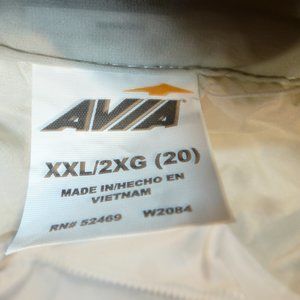 AVIA
XXL/2XG (20)
MADE IN/HECHO EN
VIETNAM
RN# 52469 W2084